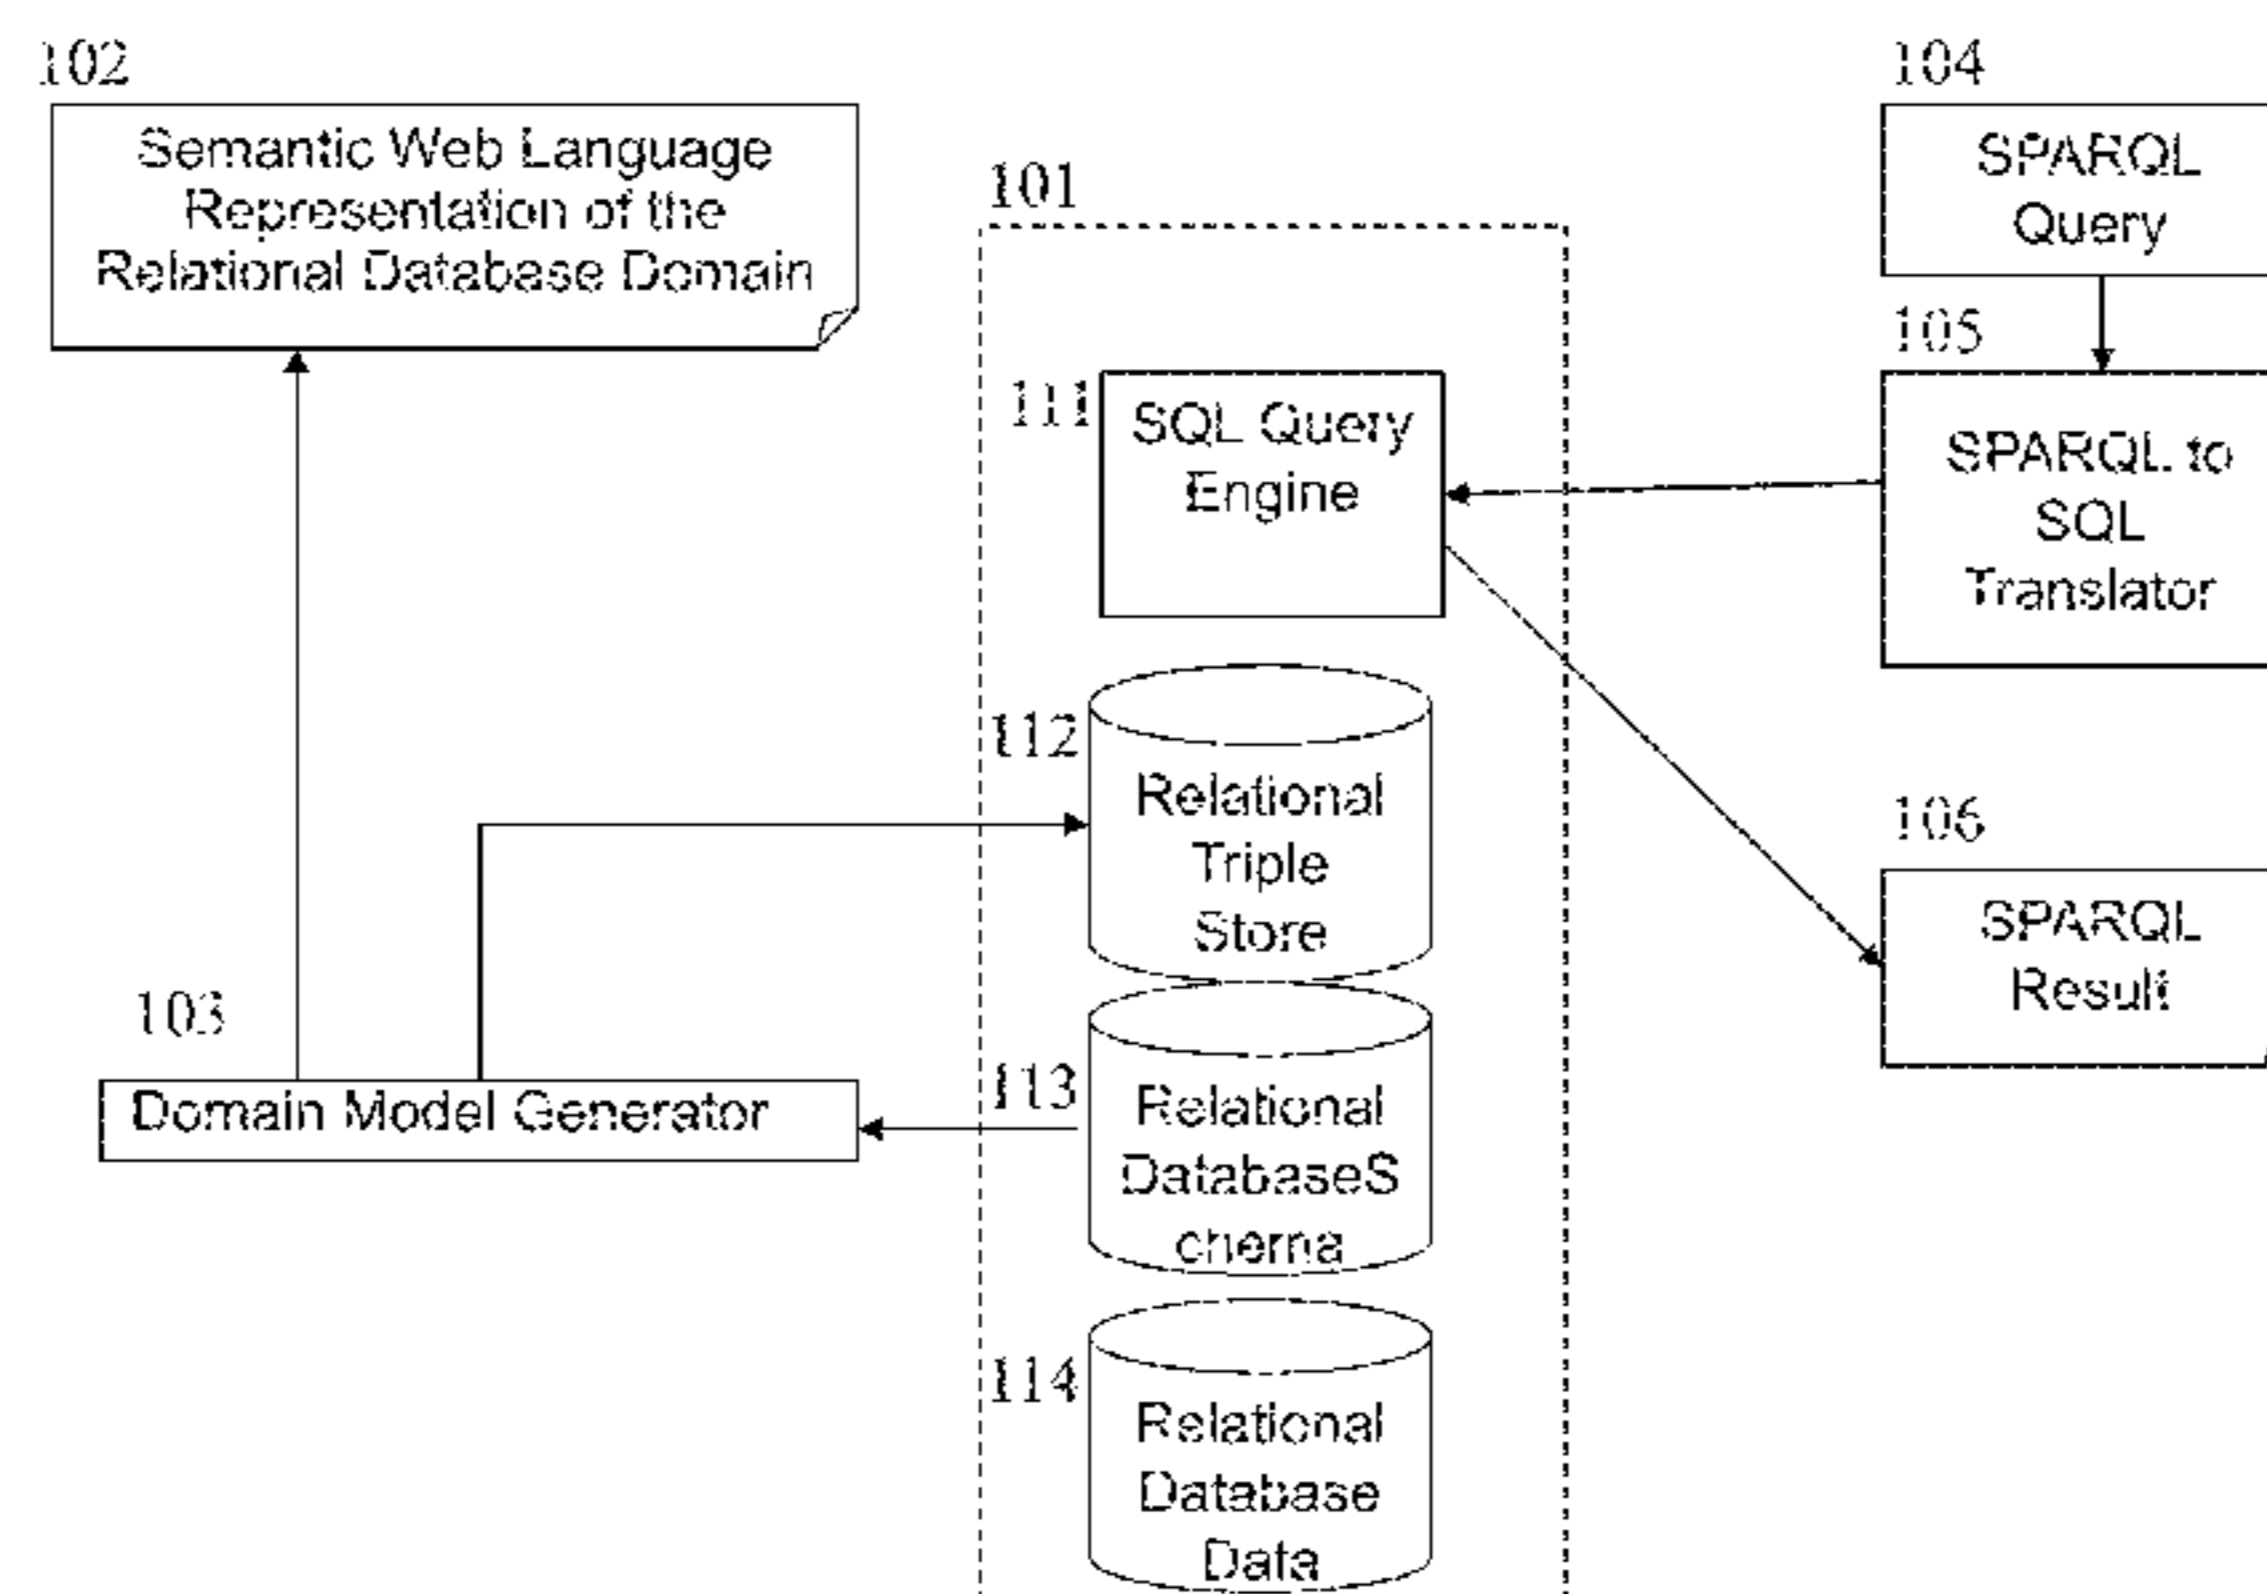 102
Semantic Web Language
Representation of the
Relational Database Domain
101
104
SPARQL
Query
105
SPARQL to
SQL
Translator
111
SQL Query
Engine
112
Relational
Triple
Store
106
SPARQL
Result
103
Domain Model Generator
113
Relational
DatabaseS
chema
114
Relational
Database
Data